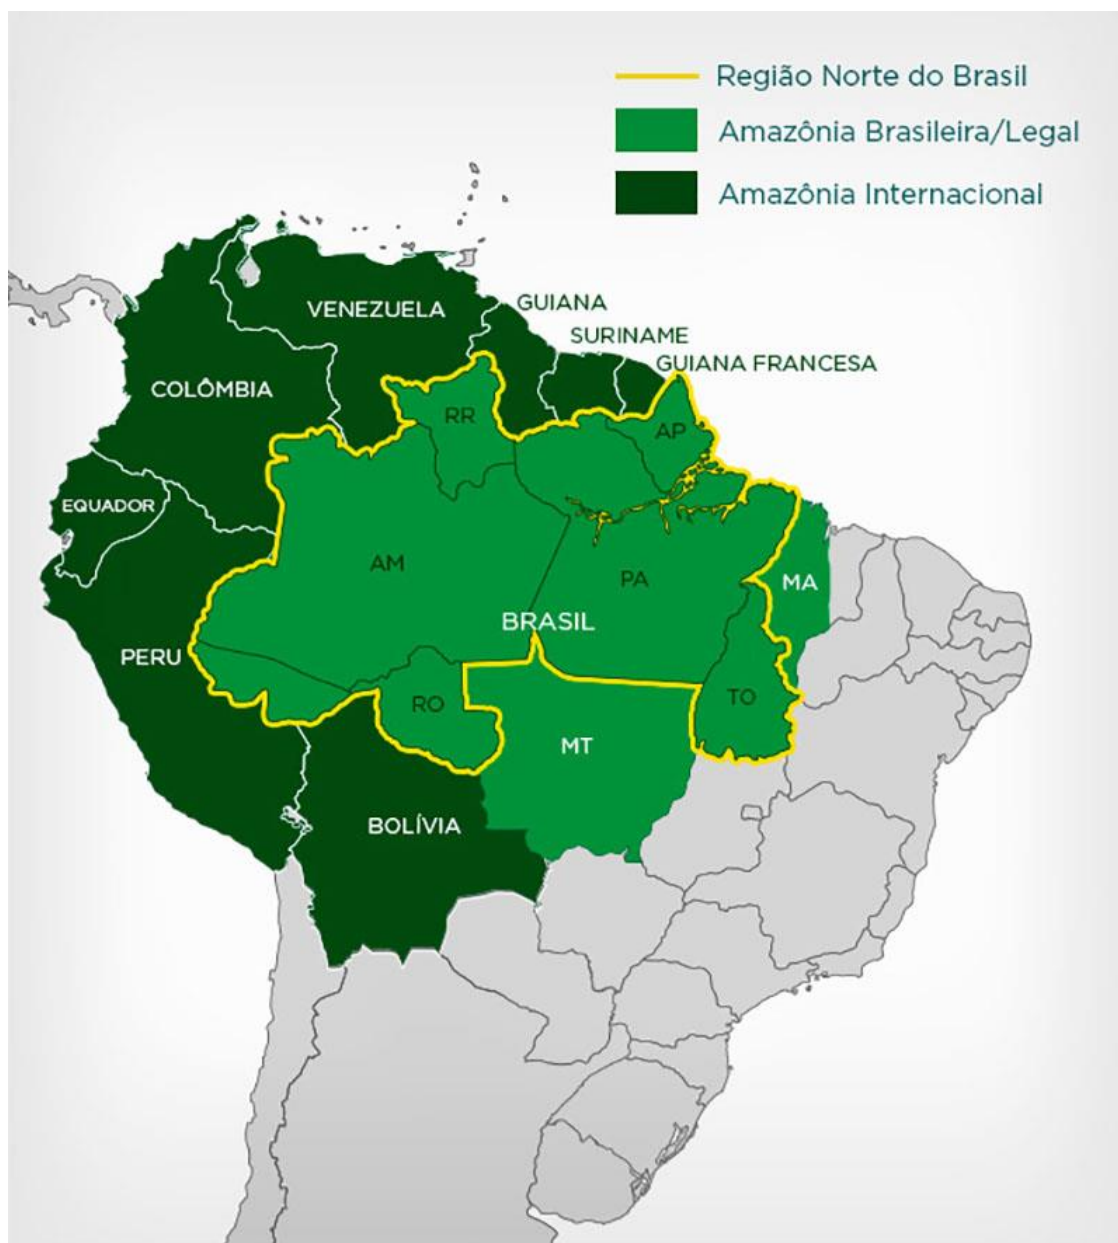 Região Norte do Brasil
Amazônia Brasileira/Legal
Amazônia Internacional
VENEZUELA
GUIANA
SURINAME
GUIANA FRANCESA
COLÔMBIA
RR
AP
EQUADOR
AM
PA
MA
BRASIL
PERU
RO
TO
MT
BOLÍVIA